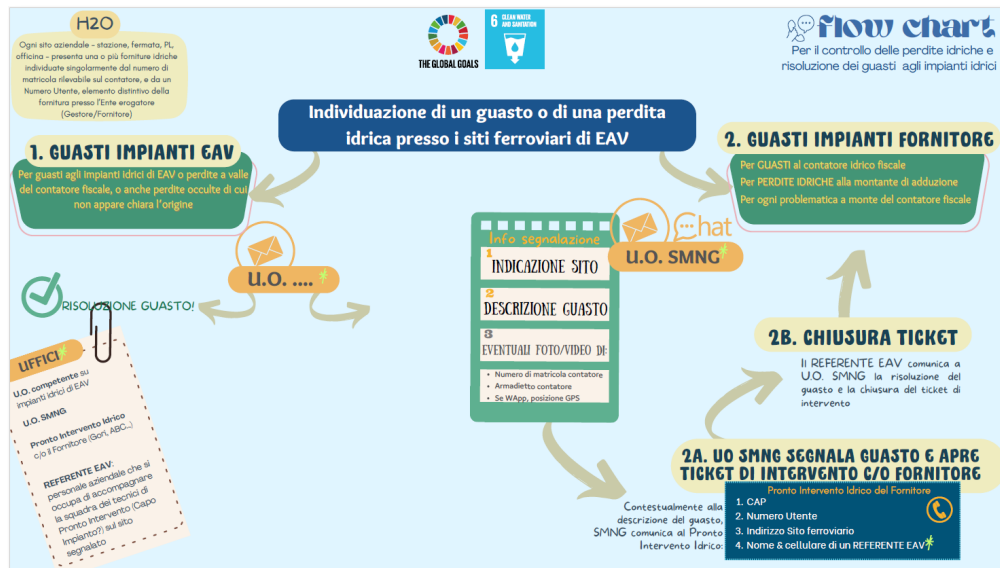 H2O
Ogni sito aziendale - stazione, fermata, PL,
officina - presenta una o più forniture idriche
individuate singolarmente dal numero di
matricola rilevabile sul contatore, e da un
Numero Utente, elemento distintivo della
fornitura presso l'Ente erogatore
(Gestore/Fornitore)
THE GLOBAL GOALS
6 CLEAN WATER
AND SANITATION
flow chart
Per il controllo delle perdite idriche e
risoluzione dei guasti agli impianti idrici
Individuazione di un guasto o di una perdita
idrica presso i siti ferroviari di EAV
1. GUASTI IMPIANTI EAV
Per guasti agli Impianti Idrici di EAV o perdite a valle
del contatore fiscale, o anche perdite occulte di cui
non appare chiara l'origine
U.O. ....
RISOLUZIONE GUASTO!
UFFICI
U.O. competente su
impianti idrici di EAV
U.O. SMNG
Pronto Intervento Idrico
c/o il Fornitore (Gori, ABC...)
REFERENTE EAV:
personale aziendale che si
occupa di accompagnare
la squadra dei tecnici di
Pronto Intervento (Capo
Impianto?) sul sito
segnalato
Info segnalazione
1
INDICAZIONE SITO
2
DESCRIZIONE GUASTO
3
EVENTUALI FOTO/VIDEO DI:
• Numero di matricola contatore
• Armadietto contatore
• Se WApp, posizione GPS
Chat
U.O. SMNG
2. GUASTI IMPIANTI FORNITORE
Per GUASTI al contatore idrico fiscale
Per PERDITE IDRICHE alla montante di adduzione
Per ogni problematica a monte del contatore fiscale
2B. CHIUSURA TICKET
Il REFERENTE EAV comunica a
U.O. SMNG la risoluzione del
guasto e la chiusura del ticket di
intervento
2A. UO SMNG SEGNALA GUASTO E APRE
TICKET DI INTERVENTO C/O FORNITORE
Contestualmente alla
descrizione del guasto,
SMNG comunica al Pronto
Intervento Idrico:
Pronto Intervento Idrico del Fornitore
1. CAP
2. Numero Utente
3. Indirizzo Sito ferroviario
4. Nome & cellulare di un REFERENTE EAV